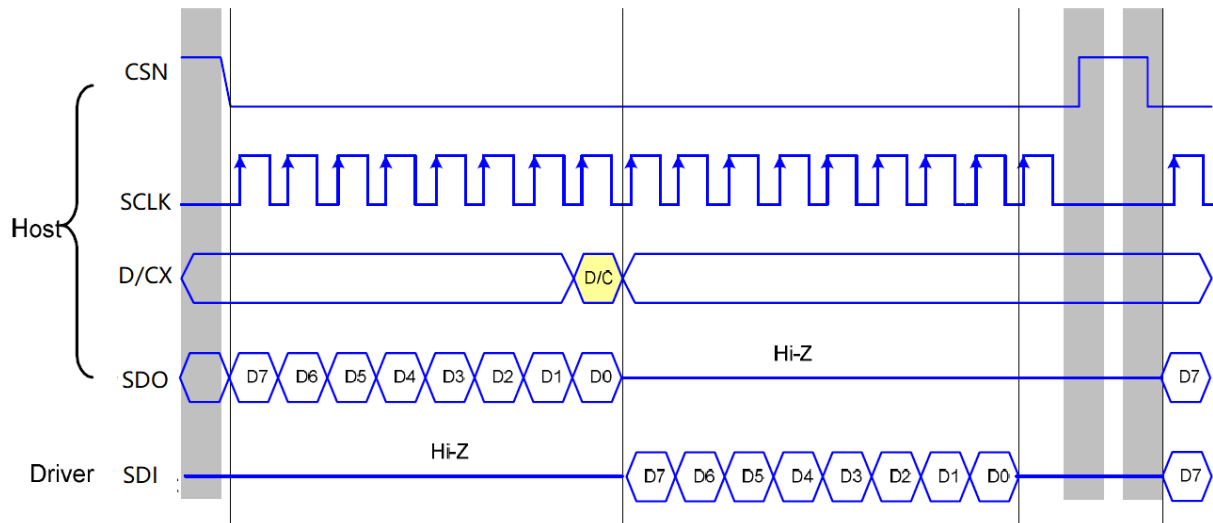 CSN
SCLK
Host
D/CX
D/C
Hi-Z
SDO D7 D6 D5 D4 D3 D2 D1 D0 D7
Hi-Z
Driver SDI D7 D6 D5 D4 D3 D2 D1 D0 D7